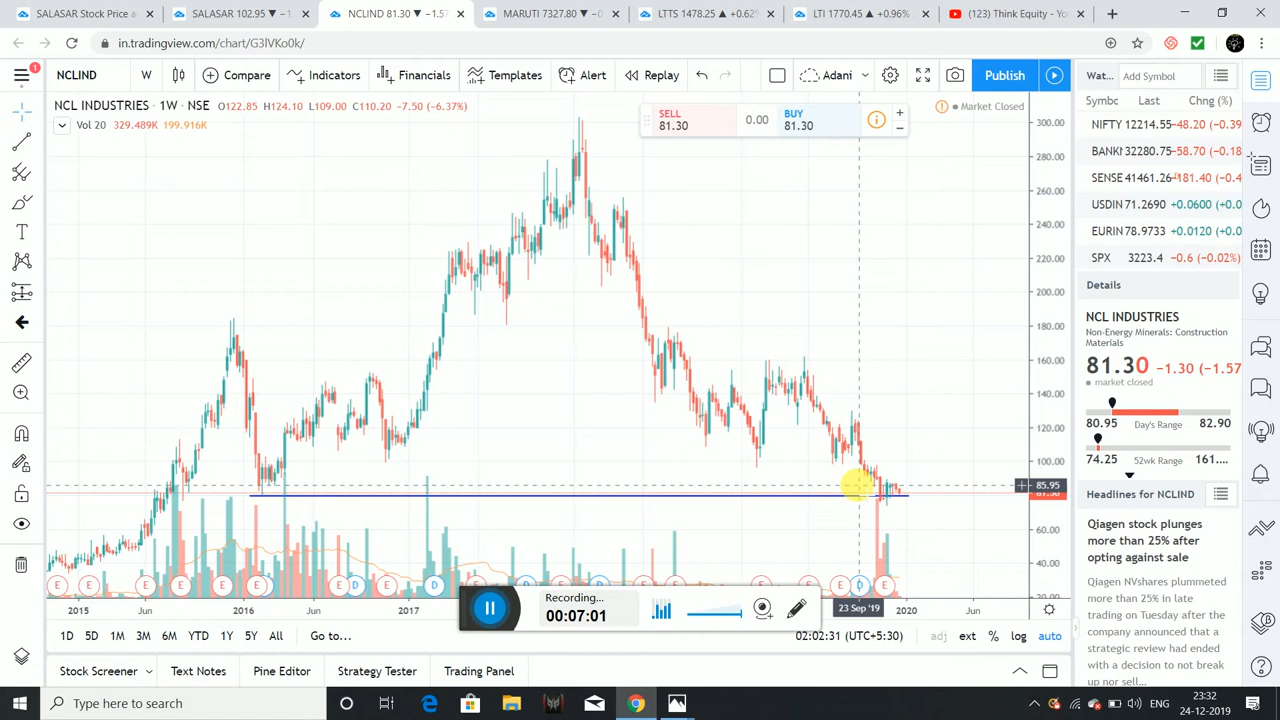 SALASAR Stock Price a
SALASAR 102.95 ▼ −1.
NCLIND 81.30 ▼ −1.57
MARUTI 7327.80 ▼ −0
LTTS 1478.25 ▲ +0.62
LTI 1770.45 ▲ +0.96%
(123) Think Equity - Yo
in.tradingview.com/chart/G3lVKo0k/
NCLIND
W
Compare
Indicators
Financials
Templates
Alert
Replay
Adani
Publish
Wat...
Add Symbol
NCL INDUSTRIES · 1W · NSE O122.85 H124.10 L109.00 C110.20 −7.50 (−6.37%)
Vol 20 329.489K 199.916K
SELL
81.30
0.00
BUY
81.30
Market Closed
Symbc Last Chng (%)
NIFTY 12214.55 −48.20 (−0.39
BANKI 32280.75 −58.70 (−0.18
SENSE 41461.26 −181.40 (−0.4
USDIN 71.2690 +0.0600 (+0.0
EURIN 78.9733 +0.0120 (+0.0
SPX 3223.4 −0.6 (−0.02%)
Details
NCL INDUSTRIES
Non-Energy Minerals: Construction
Materials
81.30 −1.30 (−1.57
market closed
80.95 Day's Range 82.90
74.25 52wk Range 161....
Headlines for NCLIND
Qiagen stock plunges
more than 25% after
opting against sale
Qiagen NVshares plummeted
more than 25% in late
trading on Tuesday after the
company announced that a
strategic review had ended
with a decision to not break
up nor sell...
300.00
280.00
260.00
240.00
220.00
200.00
180.00
160.00
140.00
120.00
100.00
85.95
81.30
60.00
40.00
20.00
E E E E E E E D E D E D E E E E E D E
2015 Jun 2016 Jun 2017 23 Sep '19 2020 Jun
Recording...
00:07:01
1D 5D 1M 3M 6M YTD 1Y 5Y All Go to...
02:02:31 (UTC+5:30) adj ext % log auto
Stock Screener
Text Notes
Pine Editor
Strategy Tester
Trading Panel
Type here to search
ENG
23:32
24-12-2019